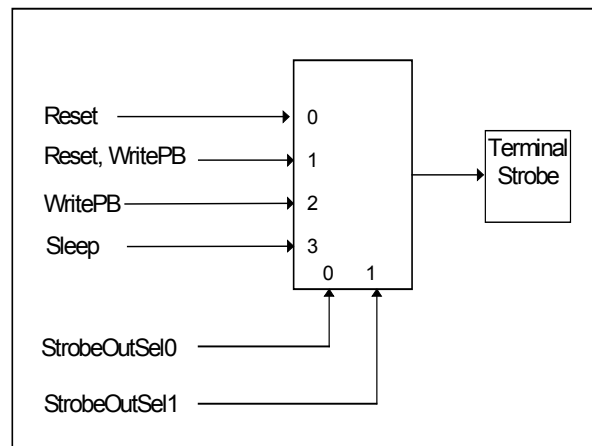 Reset
0
Reset, WritePB
1
WritePB
2
Sleep
3
0 1
Terminal
Strobe
StrobeOutSel0
StrobeOutSel1